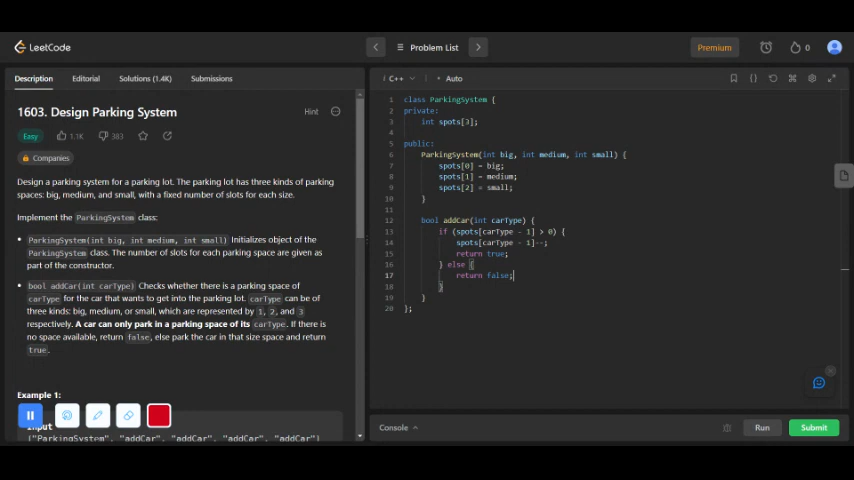 LeetCode
Problem List
Premium
0
Description
Editorial
Solutions (1.4K)
Submissions
1603. Design Parking System
Hint
Easy
1.1K
383
Companies
Design a parking system for a parking lot. The parking lot has three kinds of parking
spaces: big, medium, and small, with a fixed number of slots for each size.
Implement the ParkingSystem class:
• ParkingSystem(int big, int medium, int small) Initializes object of the
ParkingSystem class. The number of slots for each parking space are given as
part of the constructor.
• bool addCar(int carType) Checks whether there is a parking space of
carType for the car that wants to get into the parking lot. carType can be of
three kinds: big, medium, or small, which are represented by 1, 2, and 3
respectively. A car can only park in a parking space of its carType. If there is
no space available, return false, else park the car in that size space and return
true.
Example 1:
Input
["ParkingSystem", "addCar", "addCar", "addCar", "addCar"]
i C++
• Auto
1 class ParkingSystem {
2 private:
3 int spots[3];
4
5 public:
6 ParkingSystem(int big, int medium, int small) {
7 spots[0] = big;
8 spots[1] = medium;
9 spots[2] = small;
10 }
11
12 bool addCar(int carType) {
13 if (spots[carType - 1] > 0) {
14 spots[carType - 1]--;
15 return true;
16 } else {
17 return false;
18 }
19 }
20 };
Console
Run
Submit